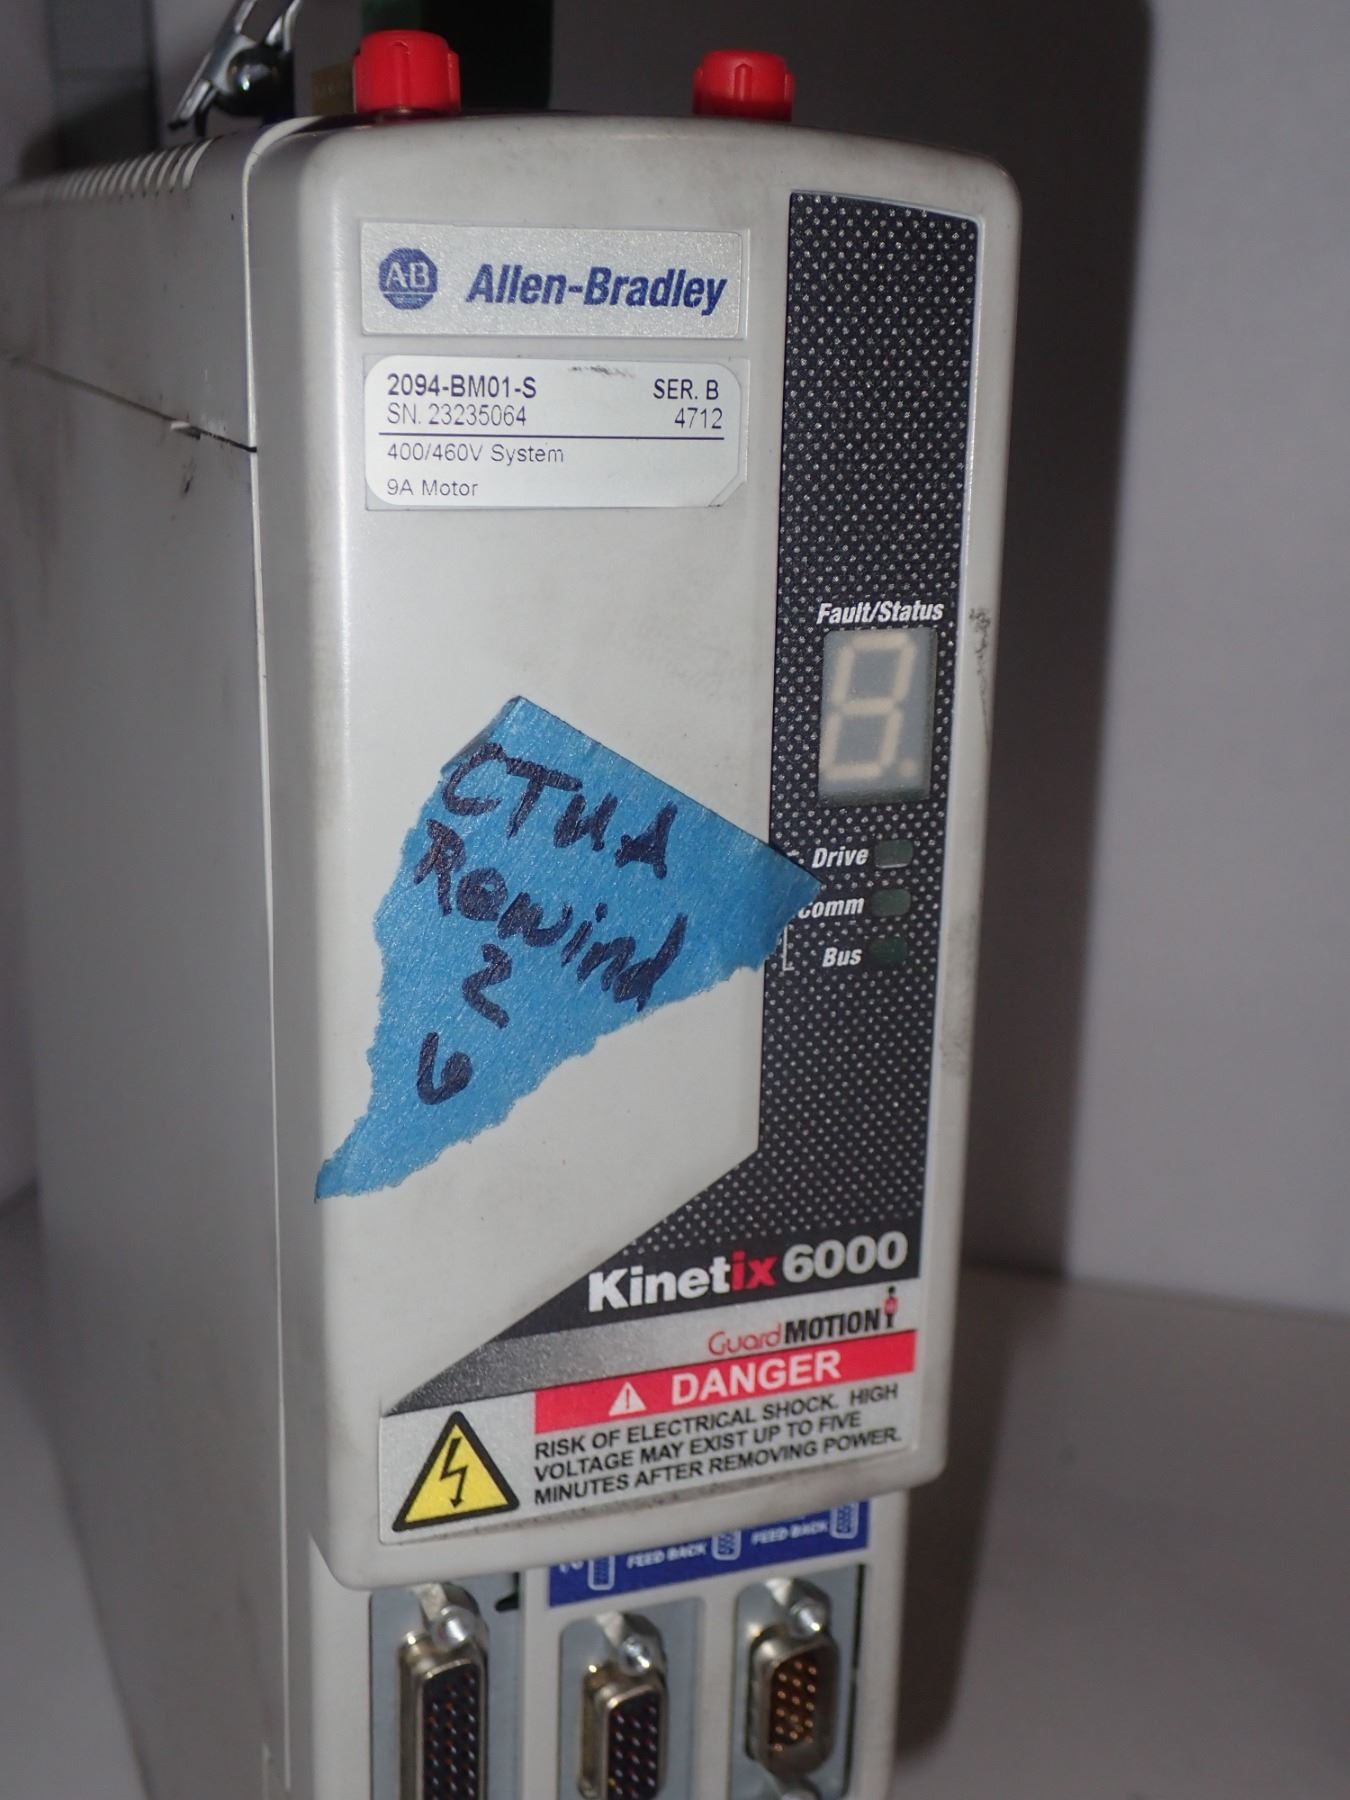 AB Allen-Bradley
2094-BM01-S SER. B
SN. 23235064 4712
400/460V System
9A Motor
Fault/Status
8.
CTUA
Rewind
2
6
Drive
Comm
Bus
Kinetix 6000
GuardMOTION
DANGER
RISK OF ELECTRICAL SHOCK. HIGH
VOLTAGE MAY EXIST UP TO FIVE
MINUTES AFTER REMOVING POWER.
FEED BACK FEED BACK